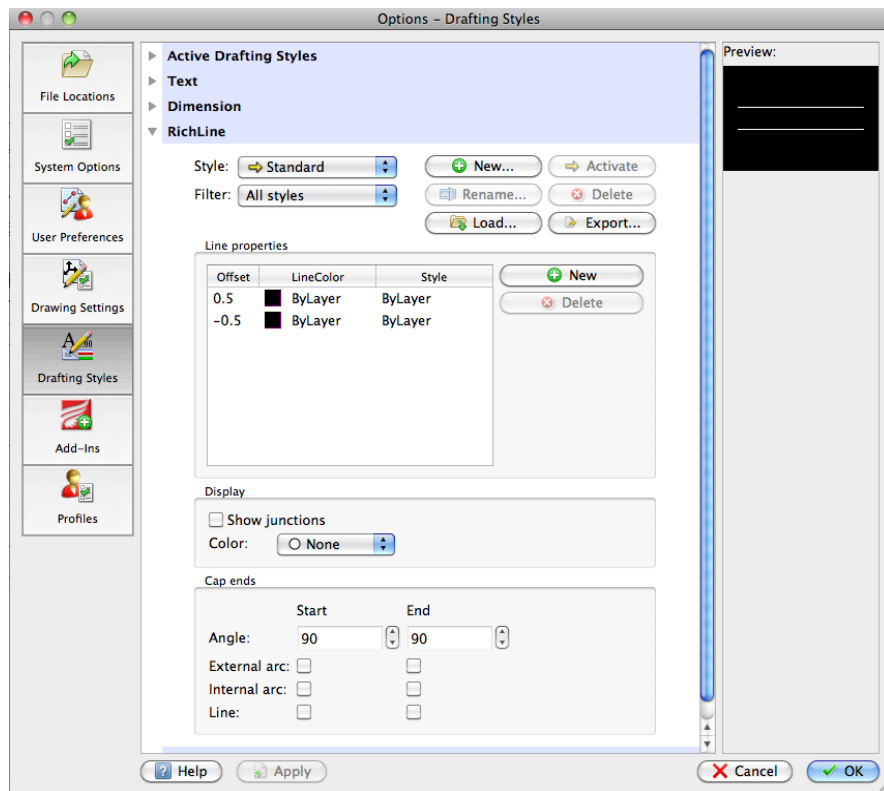 Options – Drafting Styles
File Locations
System Options
User Preferences
Drawing Settings
Drafting Styles
Add-Ins
Profiles
Active Drafting Styles
Text
Dimension
RichLine
Style: Standard New... Activate
Filter: All styles Rename... Delete
Load... Export...
Line properties
Offset LineColor Style
0.5 ByLayer ByLayer
-0.5 ByLayer ByLayer
New
Delete
Display
Show junctions
Color: None
Cap ends
Start End
Angle: 90 90
External arc:
Internal arc:
Line:
Preview:
Help Apply Cancel OK